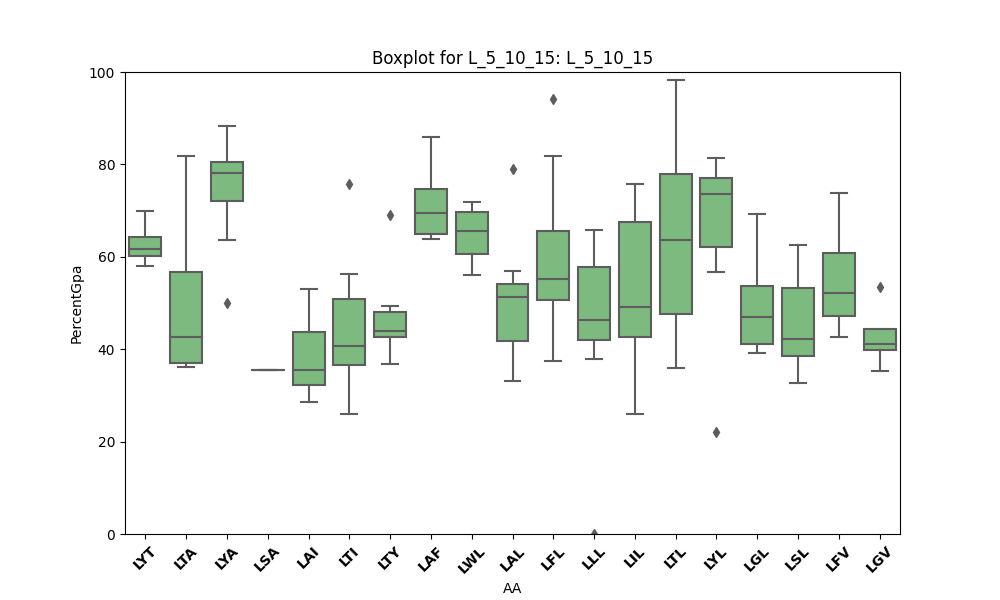 Boxplot for L_5_10_15: L_5_10_15
PercentGpa
100
80
60
40
20
0
LYT LTA LYA LSA LAI LTI LTY LAF LWL LAL LFL LLL LIL LTL LYL LGL LSL LFV LGV
AA